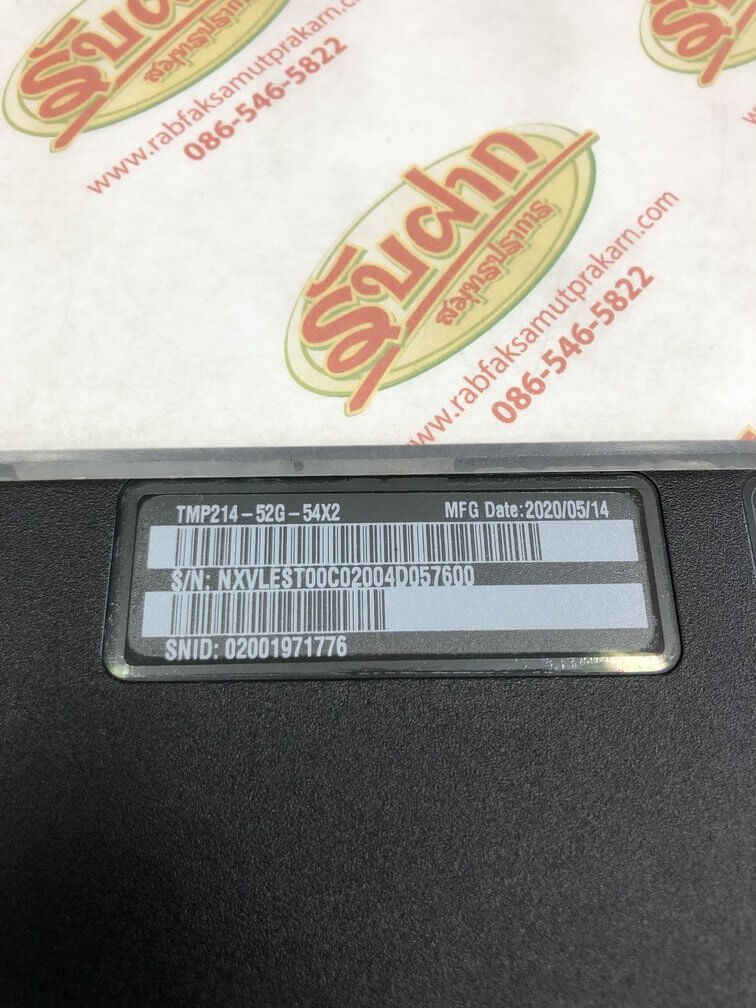 รับฝาก
สมุทรปราการ
www.rabfaksamutprakarn.com
086-546-5822
รับฝาก
สมุทรปราการ
www.rabfaksamutprakarn.com
086-546-5822
TMP214-52G-54X2 MFG Date:2020/05/14
S/N: NXVLEST00C02004D057600
SNID: 02001971776